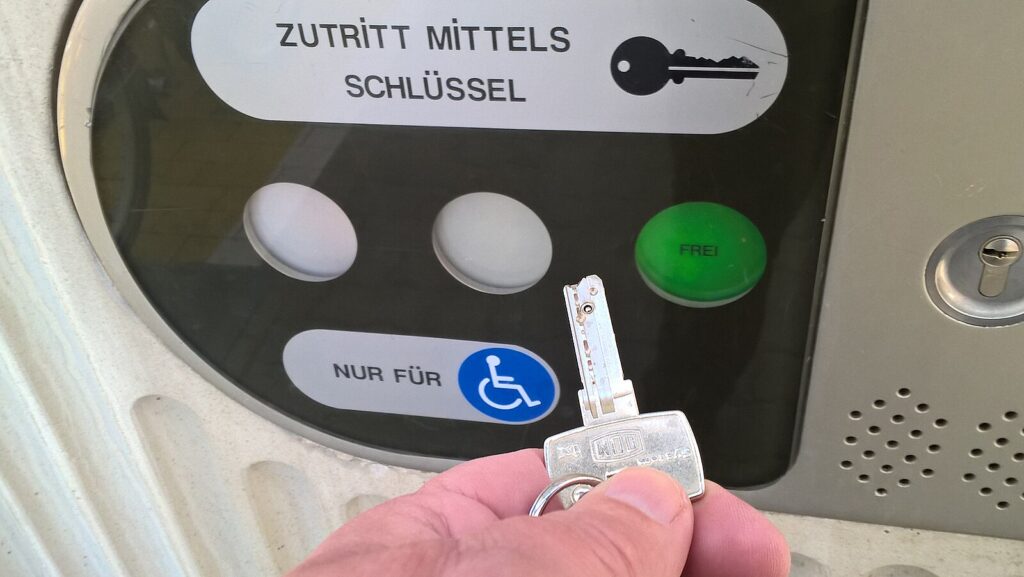 ZUTRITT MITTELS
SCHLÜSSEL
FREI
NUR FÜR